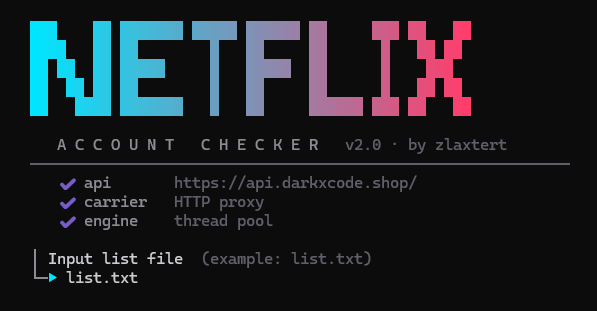 NETFLIX
ACCOUNT CHECKER v2.0 · by zlaxtert
✓ api https://api.darkxcode.shop/
✓ carrier HTTP proxy
✓ engine thread pool
Input list file (example: list.txt)
list.txt